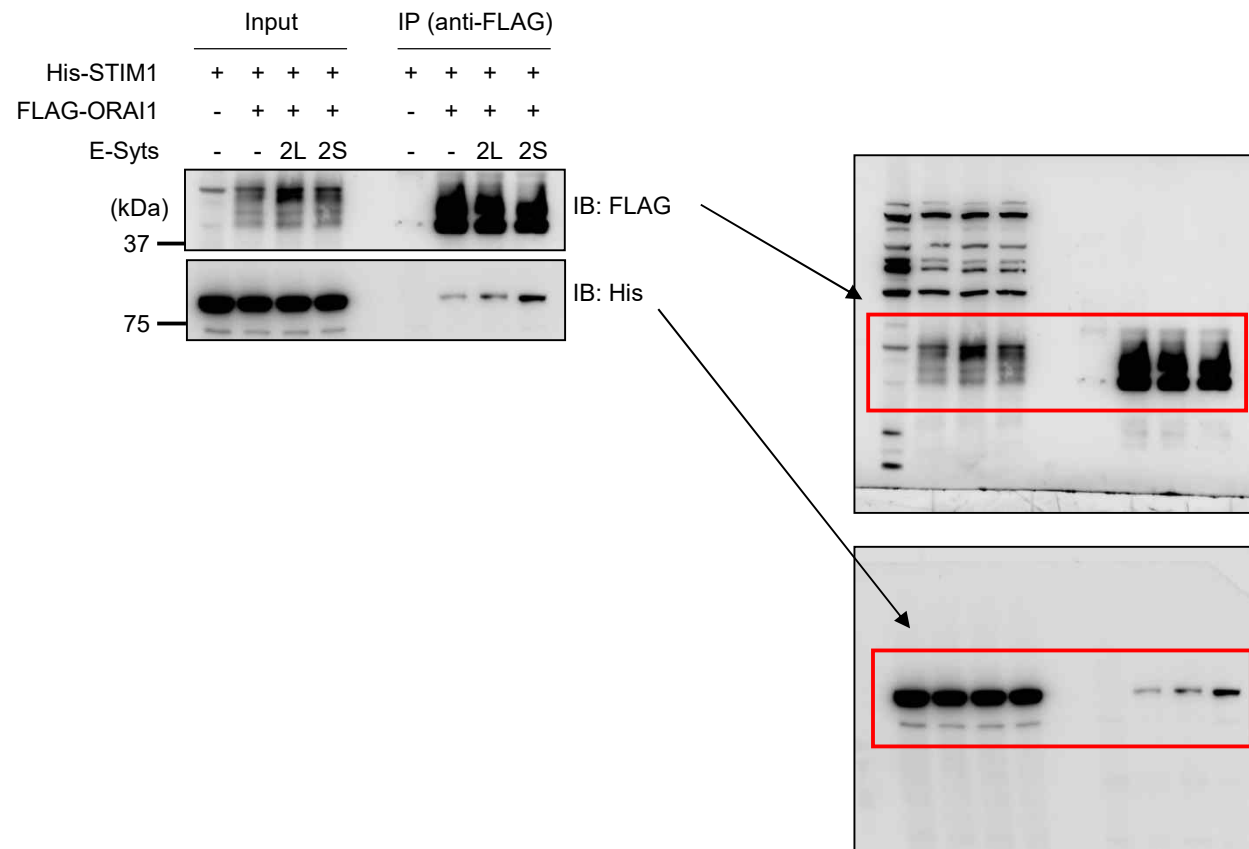 Input IP (anti-FLAG)
His-STIM1 + + + + + + + +
FLAG-ORAI1 - + + + - + + +
E-Syts - - 2L 2S - - 2L 2S
(kDa)
IB: FLAG
37
IB: His
75